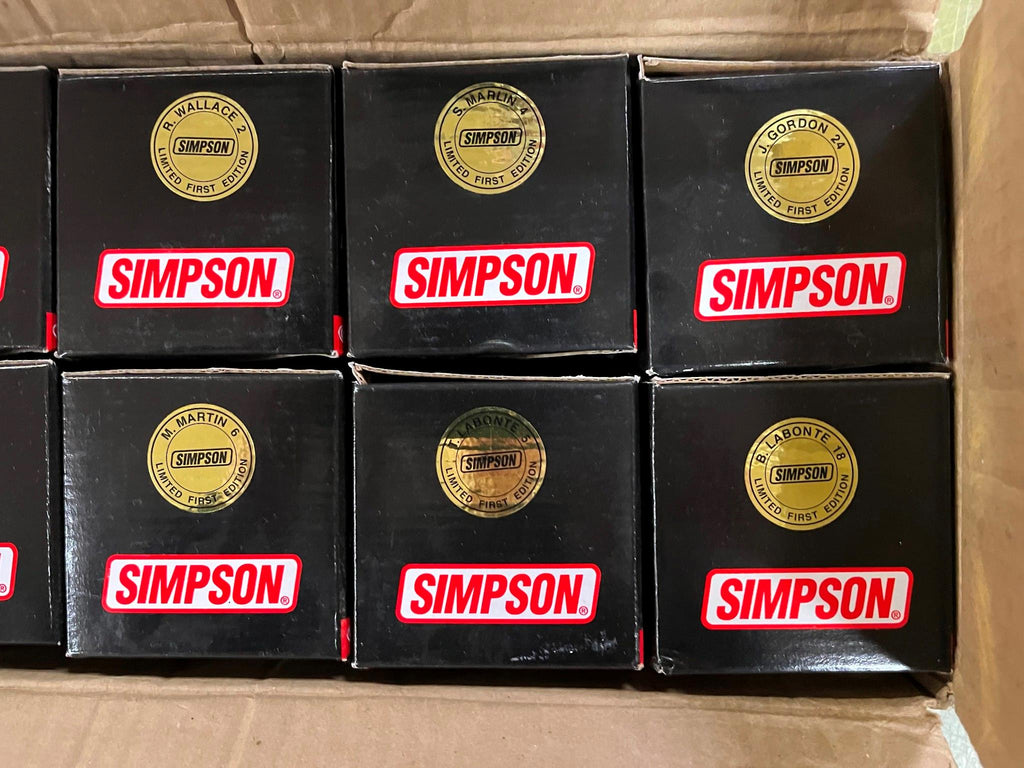 R. WALLACE 2
SIMPSON
LIMITED FIRST EDITION
SIMPSON®
S. MARLIN 4
SIMPSON
LIMITED FIRST EDITION
SIMPSON®
J. GORDON 24
SIMPSON
LIMITED FIRST EDITION
SIMPSON®
M. MARTIN 6
SIMPSON
LIMITED FIRST EDITION
SIMPSON®
LABONTE 5
SIMPSON
LIMITED FIRST EDITION
SIMPSON®
B. LABONTE 18
SIMPSON
LIMITED FIRST EDITION
SIMPSON®
®